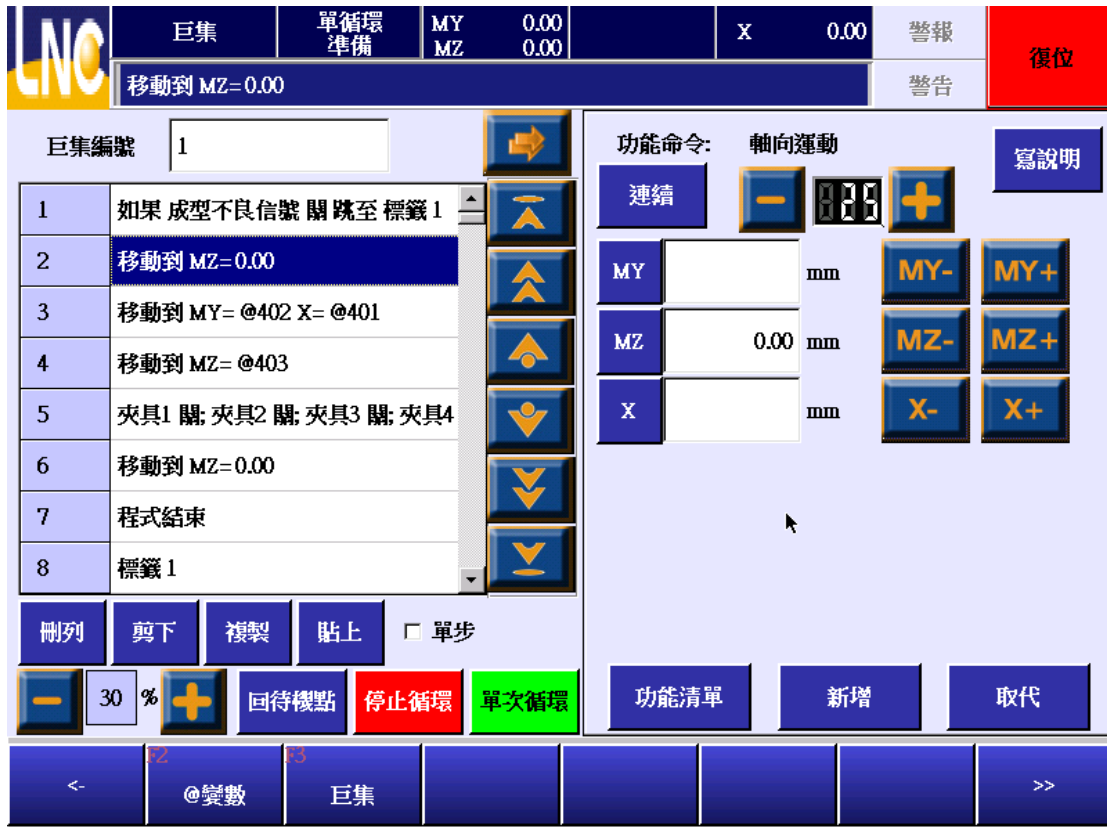 LNC
巨集
單循環
準備
MY 0.00
MZ 0.00
X 0.00
警報
復位
移動到 MZ=0.00
警告
巨集編號 1
1 如果 成型不良信號 關 跳至 標籤 1
2 移動到 MZ=0.00
3 移動到 MY= @402 X= @401
4 移動到 MZ= @403
5 夾具1 關; 夾具2 關; 夾具3 關; 夾具4
6 移動到 MZ=0.00
7 程式結束
8 標籤 1
刪列 剪下 複製 貼上 單步
30 % 回待機點 停止循環 單次循環
功能命令: 軸向運動
寫說明
連續 25
MY mm MY- MY+
MZ 0.00 mm MZ- MZ+
X mm X- X+
功能清單 新增 取代
<- F2 @變數 F3 巨集 >>